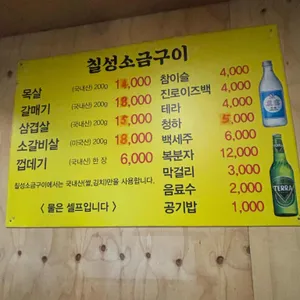 칠성소금구이
목살 (국내산) 200g 14,000
갈매기 (국내산) 200g 18,000
삼겹살 (국내산) 200g 15,000
소갈비살 (미국산) 200g 18,000
껍데기 (국내산) 한 장 6,000
칠성소금구이에서는 국내산(쌀,김치)만을 사용합니다.
< 물은 셀프입니다 >
참이슬 4,000
진로이즈백 4,000
테라 4,000
청하 5,000
백세주 6,000
복분자 12,000
막걸리 3,000
음료수 2,000
공기밥 1,000
TERRA